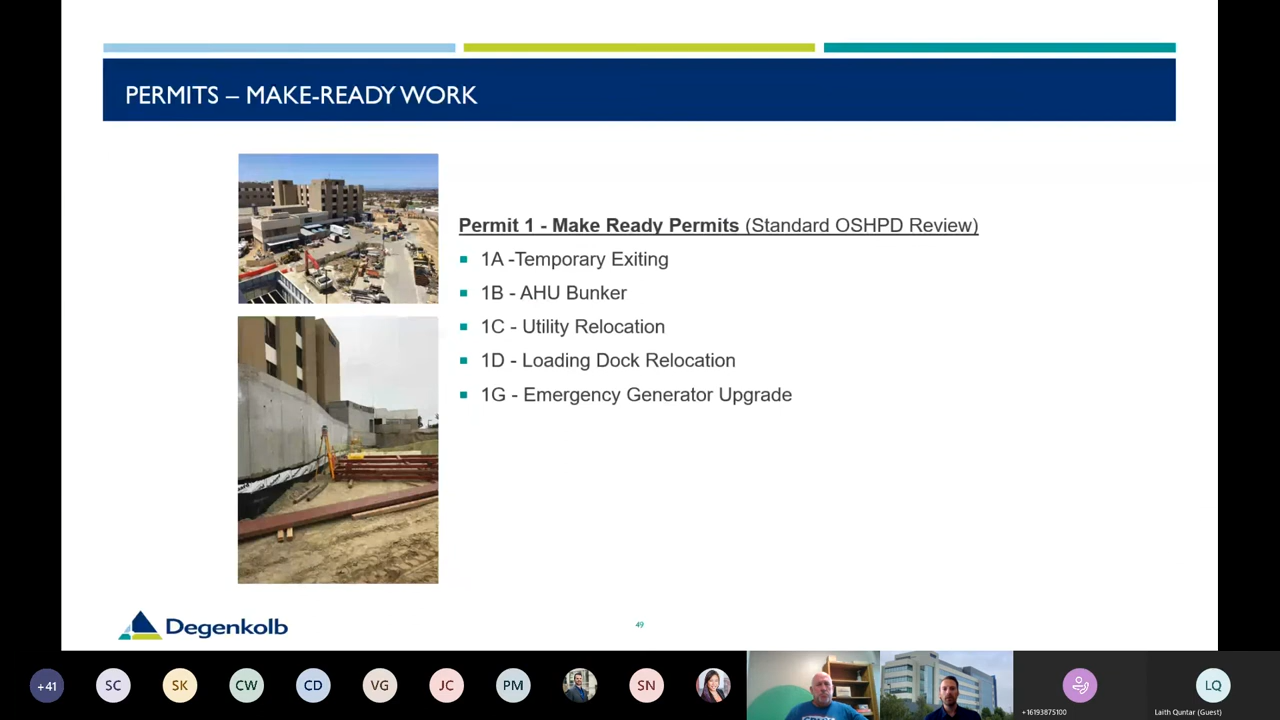 PERMITS – MAKE-READY WORK
Permit 1 - Make Ready Permits (Standard OSHPD Review)
1A -Temporary Exiting
1B - AHU Bunker
1C - Utility Relocation
1D - Loading Dock Relocation
1G - Emergency Generator Upgrade
Degenkolb
49
+41
SC
SK
CW
CD
VG
JC
PM
SN
+16193875100
LQ
Laith Quntar (Guest)